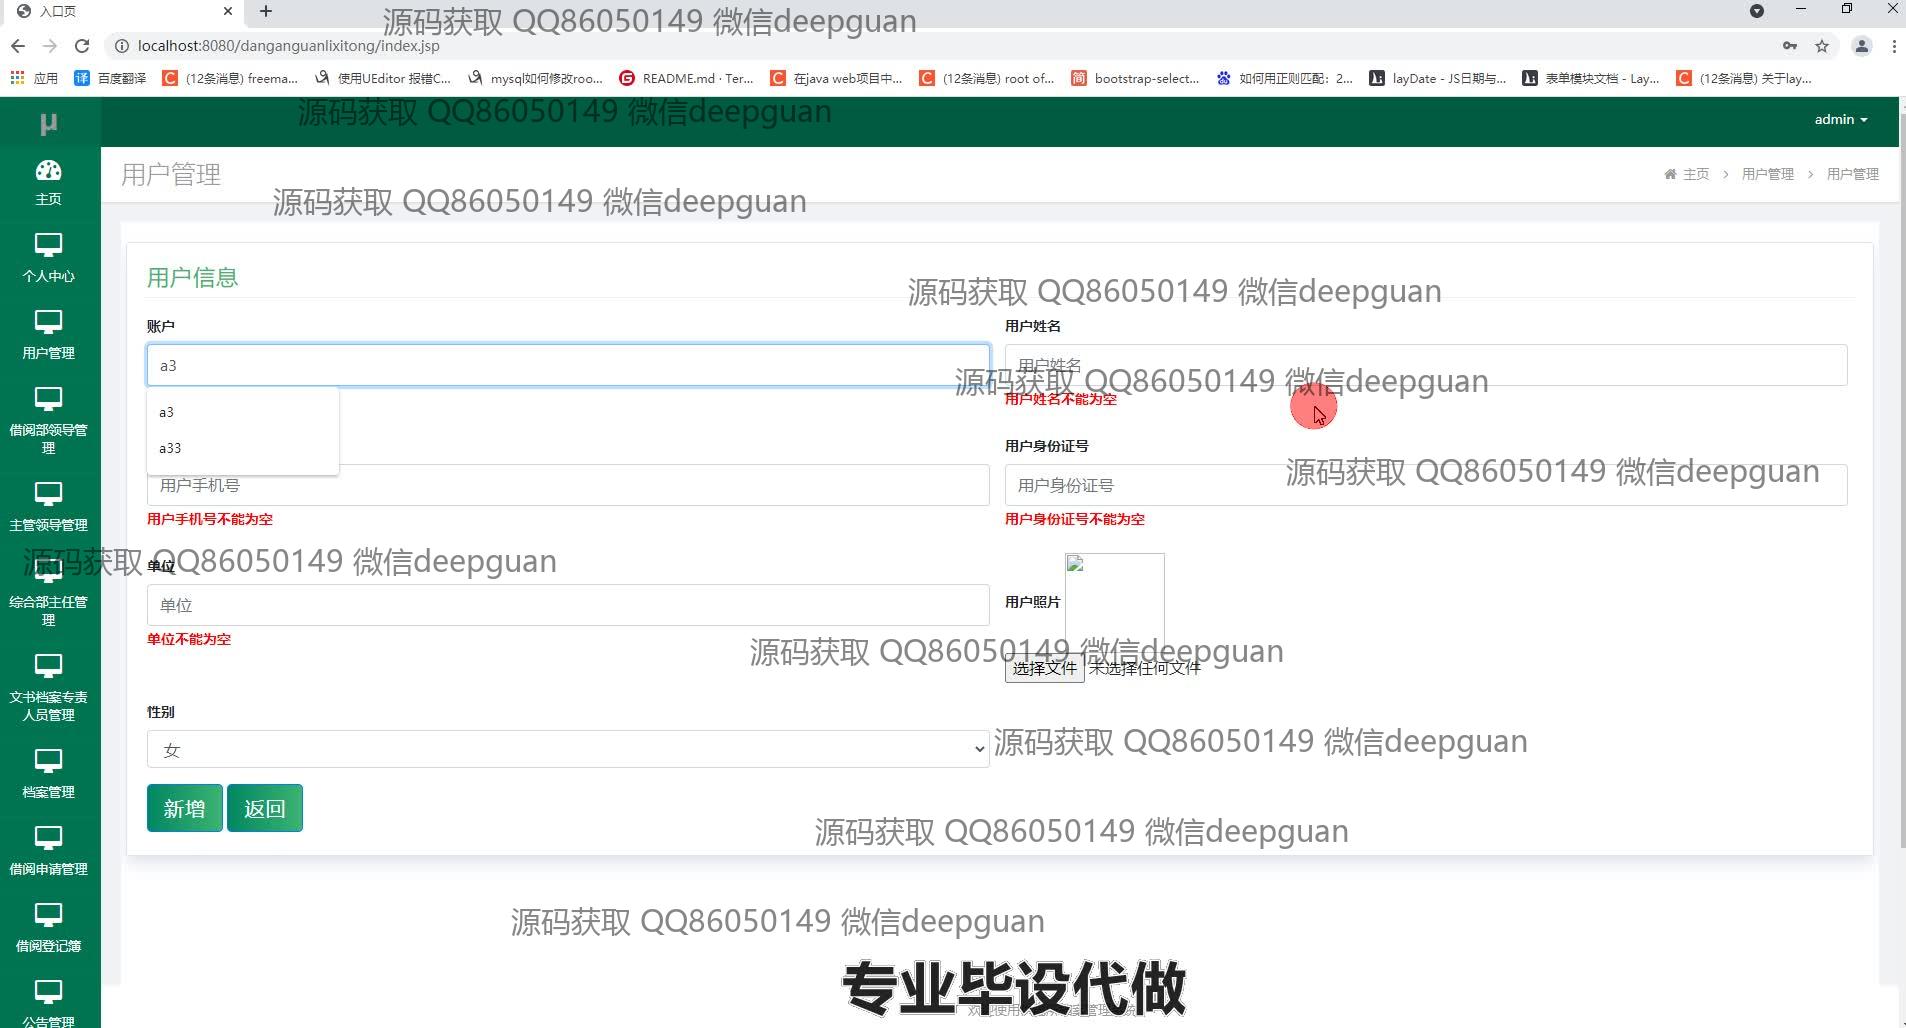 入口页
源码获取 QQ86050149 微信deepguan
localhost:8080/danganguanlixitong/index.jsp
应用
百度翻译
(12条消息) freema...
使用UEditor 报错C...
mysql如何修改roo...
README.md · Ter...
在java web项目中...
(12条消息) root of...
bootstrap-select...
如何用正则匹配：2...
layDate - JS日期与...
表单模块文档 - Lay...
(12条消息) 关于lay...
μ
源码获取 QQ86050149 微信deepguan
admin
主页
用户管理
主页 > 用户管理 > 用户管理
源码获取 QQ86050149 微信deepguan
个人中心
用户信息
源码获取 QQ86050149 微信deepguan
账户
用户姓名
用户管理
a3
用户姓名
源码获取 QQ86050149 微信deepguan
用户姓名不能为空
a3
a33
借阅部领导管理
用户身份证号
源码获取 QQ86050149 微信deepguan
用户手机号
用户身份证号
用户手机号不能为空
用户身份证号不能为空
主管领导管理
源码获取 QQ86050149 微信deepguan
单位
单位
单位不能为空
用户照片
综合部主任管理
源码获取 QQ86050149 微信deepguan
选择文件 未选择任何文件
文书档案专责人员管理
性别
女
源码获取 QQ86050149 微信deepguan
档案管理
新增
返回
源码获取 QQ86050149 微信deepguan
借阅申请管理
源码获取 QQ86050149 微信deepguan
借阅登记簿
专业毕设代做
公告管理